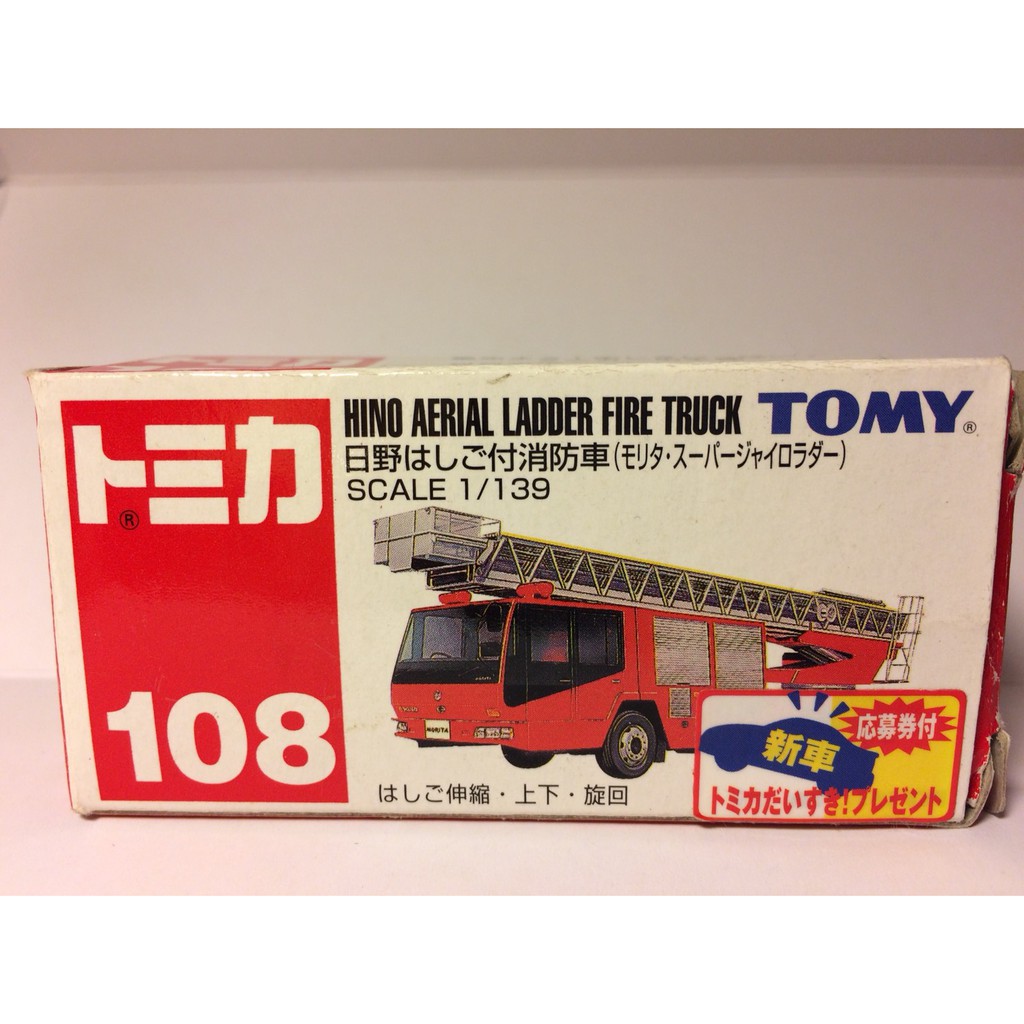 トミカ®
108
HINO AERIAL LADDER FIRE TRUCK TOMY®
日野はしご付消防車(モリタ・スーパージャイロラダー)
SCALE 1/139
MORITA
はしご伸縮・上下・旋回
応募券付
新車
トミカだいすき!プレゼント